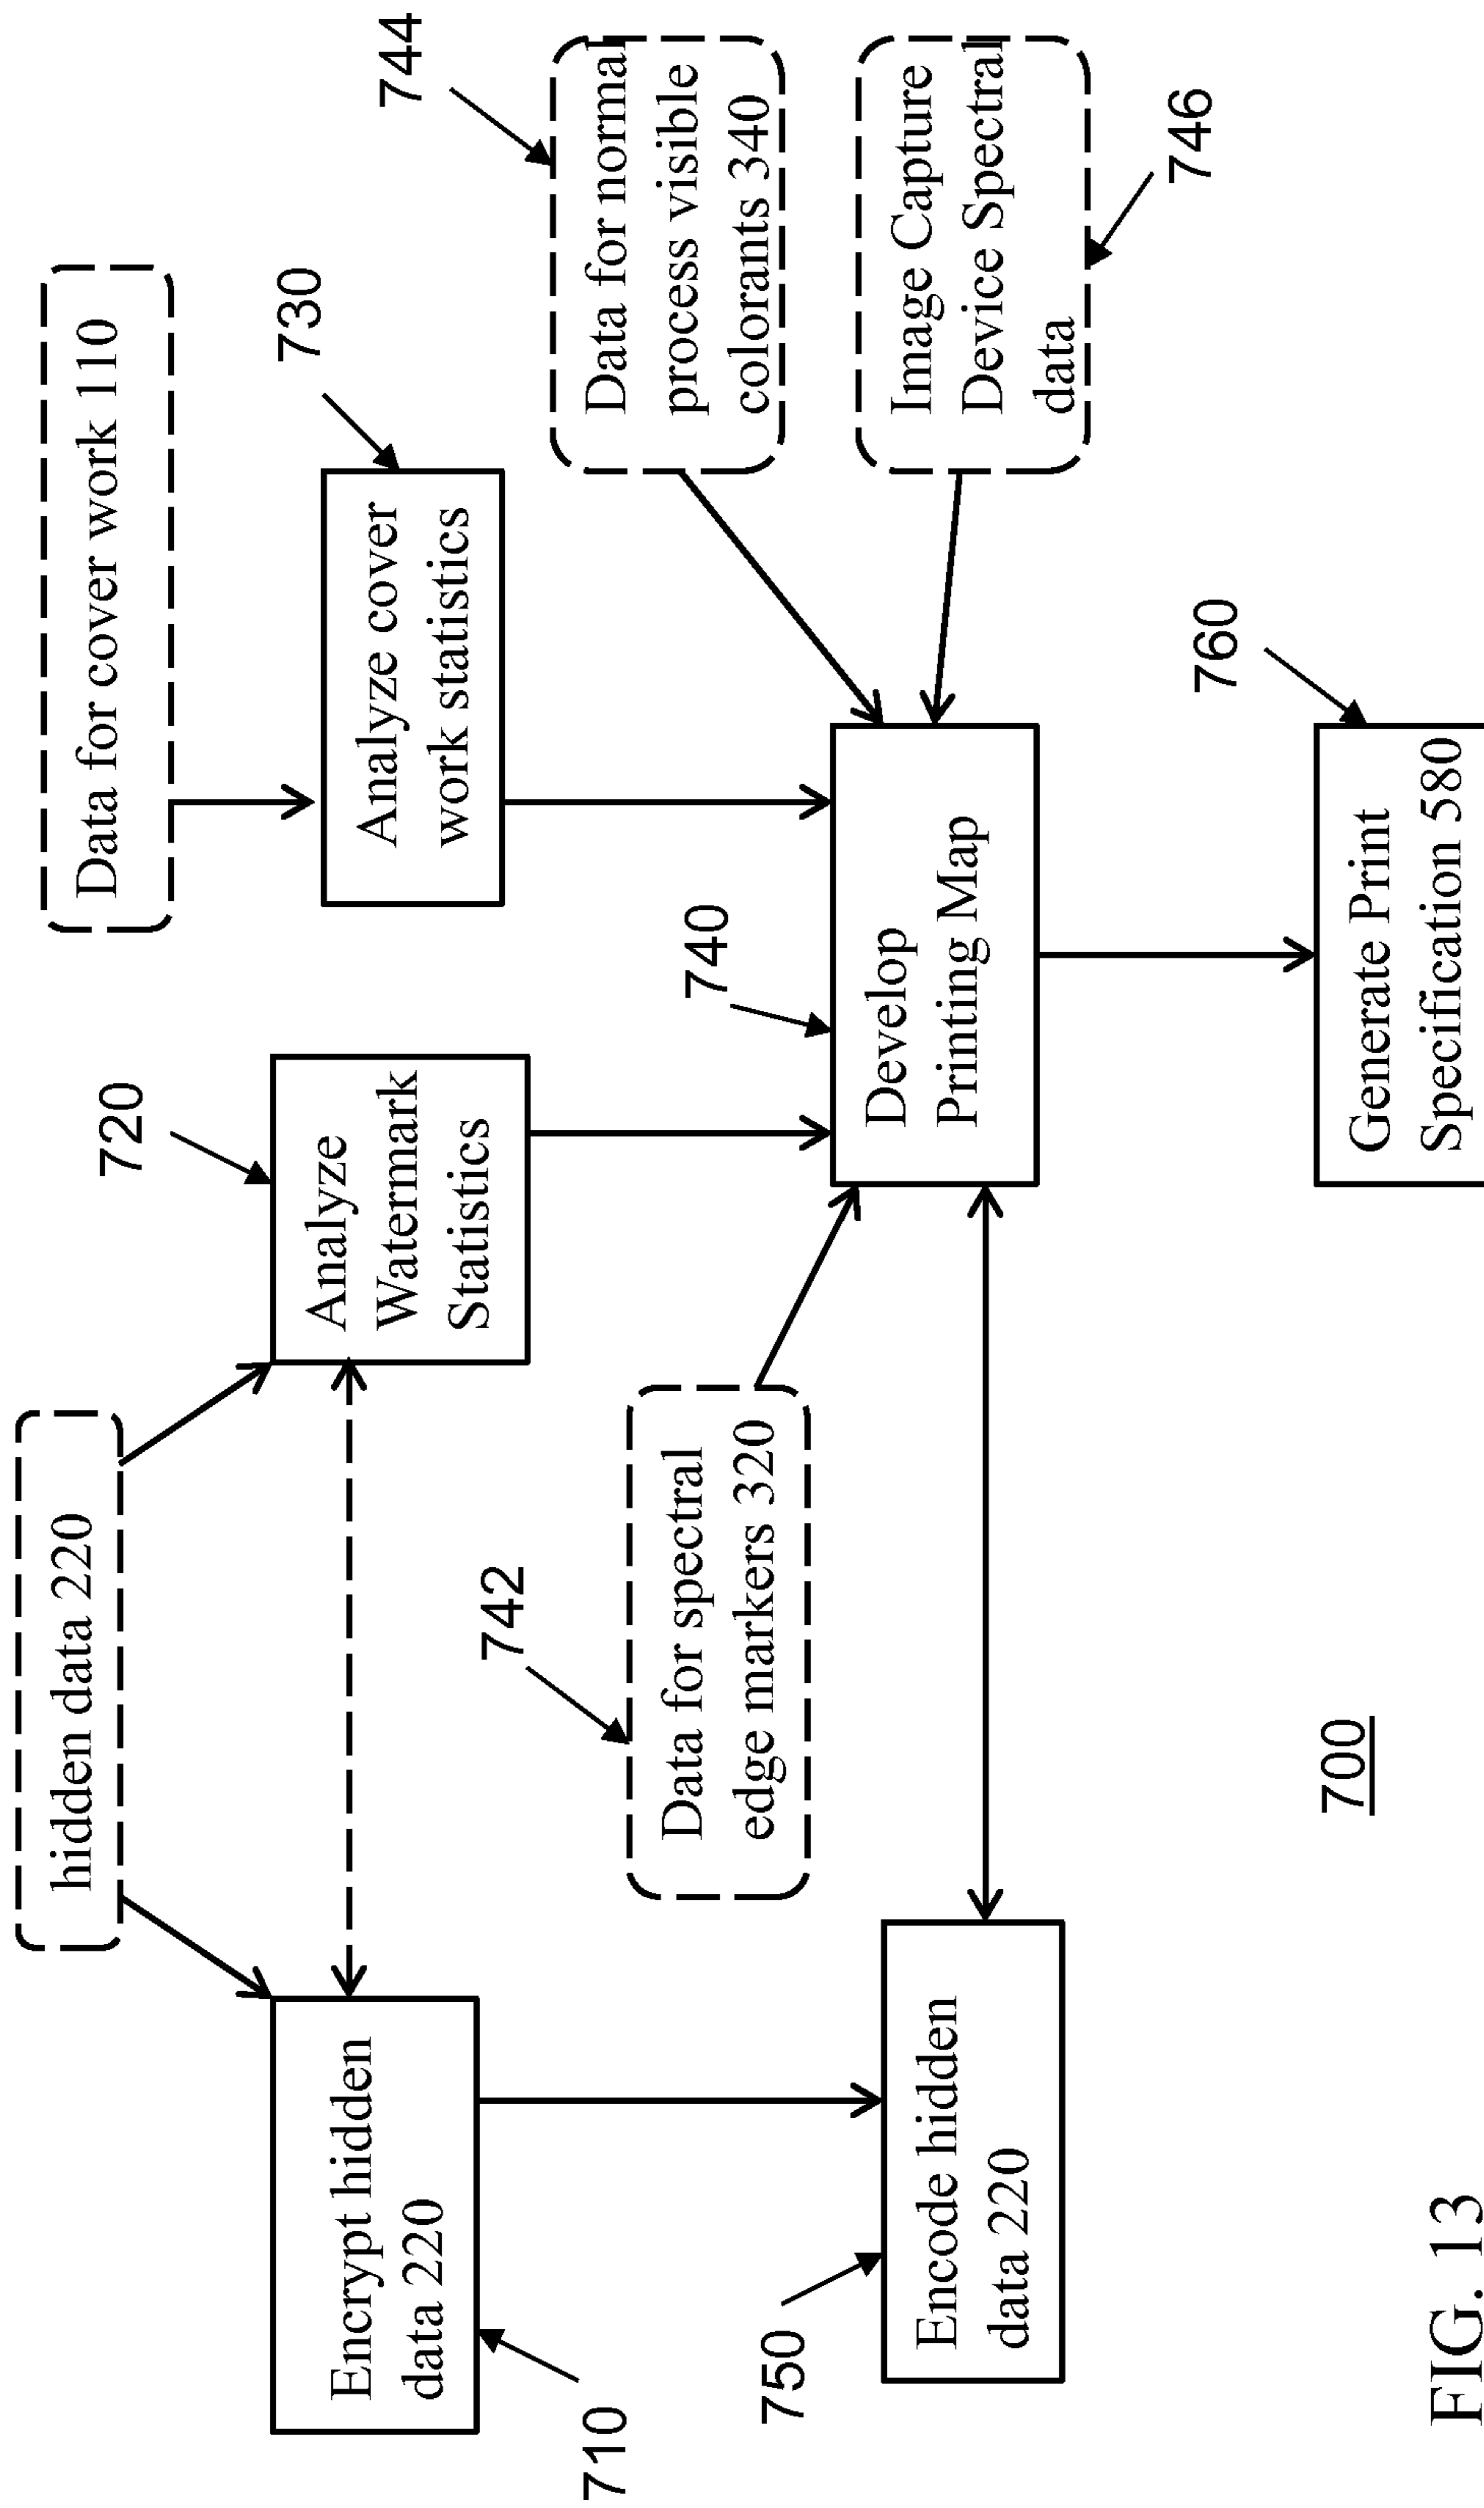 hidden data 220
Data for cover work 110
720
730
744
Encrypt hidden
data 220
Analyze
Watermark
Statistics
Analyze cover
work statistics
710
742
740
Data for spectral
edge markers 320
Data for normal
process visible
colorants 340
750
Encode hidden
data 220
Develop
Printing Map
Image Capture
Device Spectral
data
746
760
700
Generate Print
Specification 580
FIG. 13